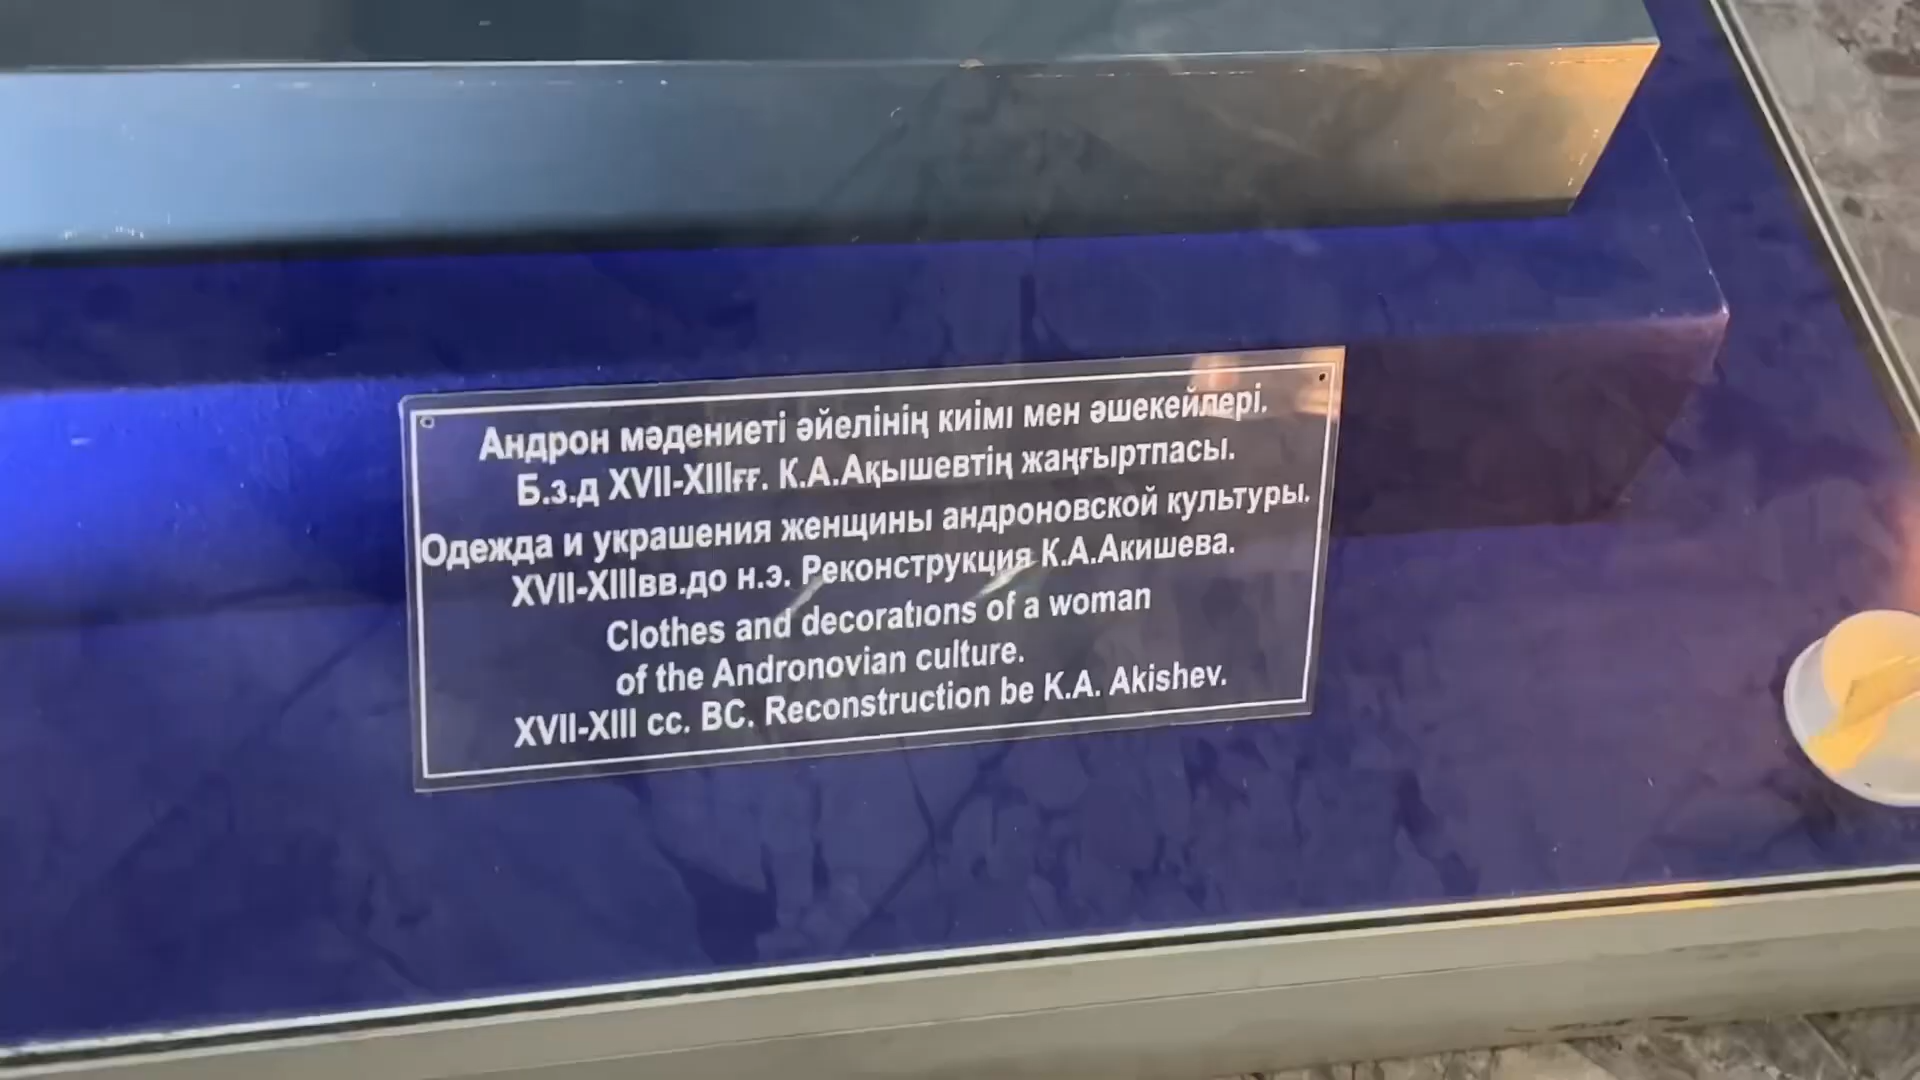 Андрон мәдениеті әйелінің киімі мен әшекейлері.
Б.з.д XVII-XIIIғғ. К.А.Ақышевтің жаңғыртпасы.
Одежда и украшения женщины андроновской культуры.
XVII-XIIIвв.до н.э. Реконструкция К.А.Акишева.
Clothes and decorations of a woman
of the Andronovian culture.
XVII-XIII cc. BC. Reconstruction be K.A. Akishev.